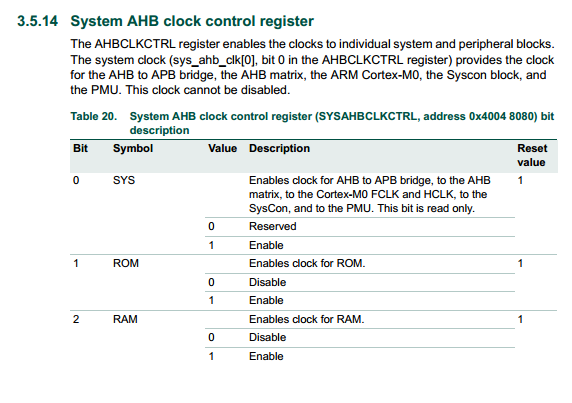 3.5.14 System AHB clock control register
The AHBCLKCTRL register enables the clocks to individual system and peripheral blocks.
The system clock (sys_ahb_clk[0], bit 0 in the AHBCLKCTRL register) provides the clock
for the AHB to APB bridge, the AHB matrix, the ARM Cortex-M0, the Syscon block, and
the PMU. This clock cannot be disabled.
Table 20. System AHB clock control register (SYSAHBCLKCTRL, address 0x4004 8080) bit
description
Bit Symbol Value Description Reset
value
0 SYS Enables clock for AHB to APB bridge, to the AHB 1
matrix, to the Cortex-M0 FCLK and HCLK, to the
SysCon, and to the PMU. This bit is read only.
0 Reserved
1 Enable
1 ROM Enables clock for ROM. 1
0 Disable
1 Enable
2 RAM Enables clock for RAM. 1
0 Disable
1 Enable